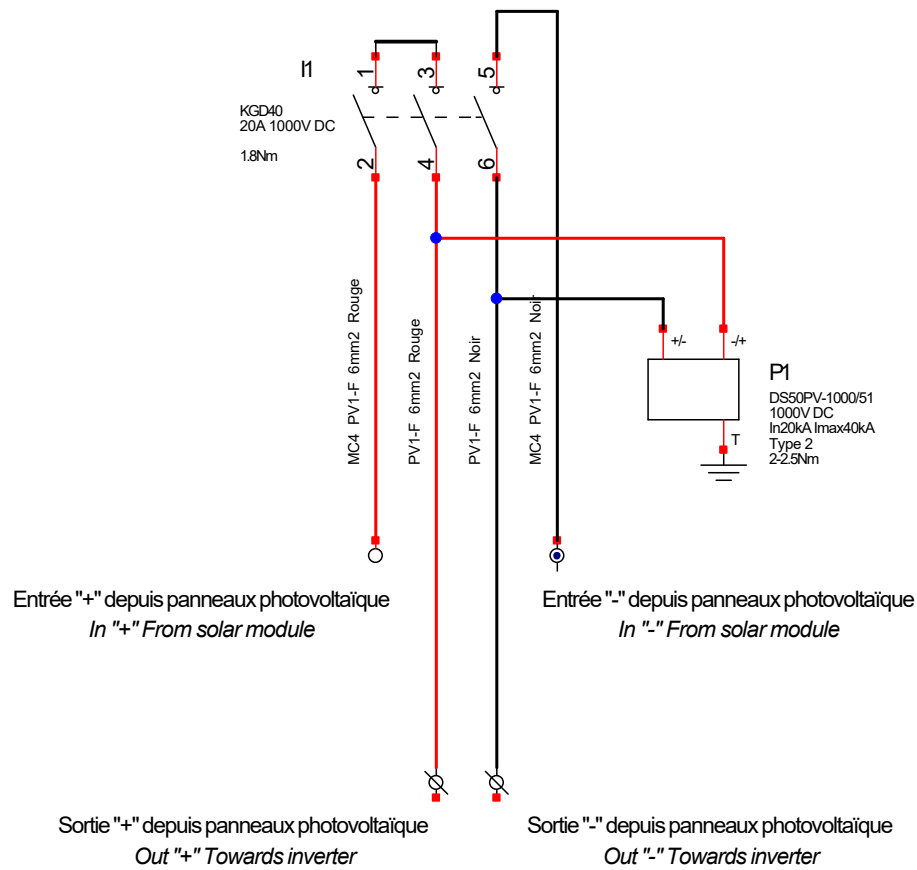 I1
1
3
5
KGD40
20A 1000V DC
1.8Nm
2
4
6
MC4 PV1-F 6mm2 Rouge
PV1-F 6mm2 Rouge
PV1-F 6mm2 Noir
MC4 PV1-F 6mm2 Noir
+/-
-/+
P1
DS50PV-1000/51
1000V DC
In20kA Imax40kA
Type 2
2-2.5Nm
T
Entrée "+" depuis panneaux photovoltaïque
In "+" From solar module
Entrée "-" depuis panneaux photovoltaïque
In "-" From solar module
Sortie "+" depuis panneaux photovoltaïque
Out "+" Towards inverter
Sortie "-" depuis panneaux photovoltaïque
Out "-" Towards inverter